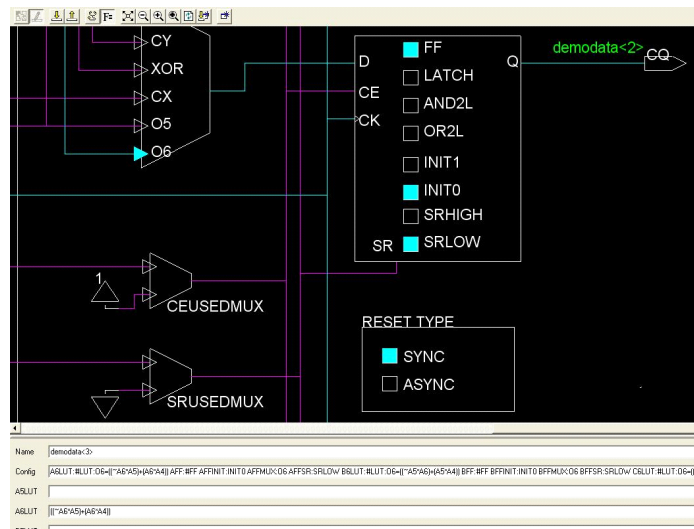 F=
CY
XOR
CX
O5
O6
D
CE
CK
SR
FF
LATCH
AND2L
OR2L
INIT1
INIT0
SRHIGH
SRLOW
Q
demodata<2>
CQ
1
CEUSEDMUX
SRUSEDMUX
RESET TYPE
SYNC
ASYNC
Name demodata<3>
Config A6LUT:#LUT:O6=((~A6*A5)+(A6*A4)) AFF:#FF AFFINIT:INIT0 AFFMUX:O6 AFFSR:SRLOW B6LUT:#LUT:O6=((~A5*A6)+(A5*A4)) BFF:#FF BFFINIT:INIT0 BFFMUX:O6 BFFSR:SRLOW C6LUT:#LUT:O6=(
A5LUT
A6LUT ((~A6*A5)+(A6*A4))